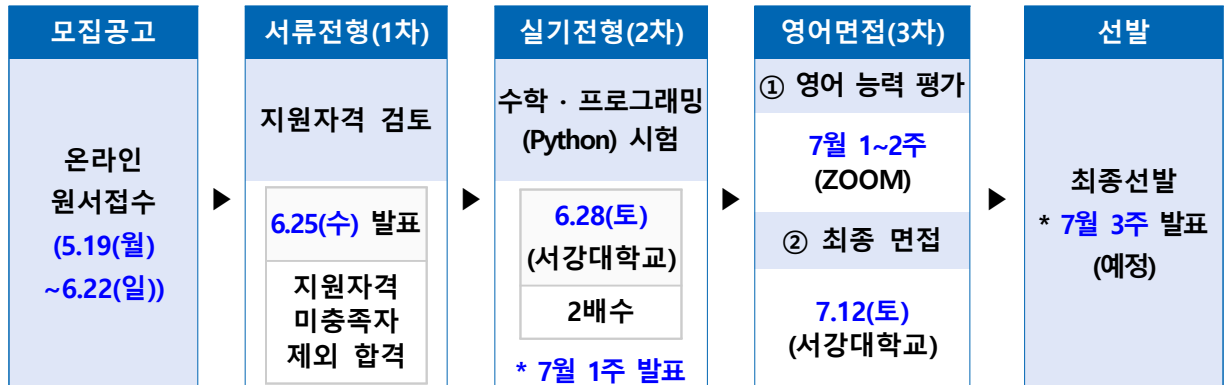 모집공고
온라인
원서접수
(5.19(월)
~6.22(일))
▶
서류전형(1차)
지원자격 검토
6.25(수) 발표
지원자격
미충족자
제외 합격
▶
실기전형(2차)
수학 · 프로그래밍
(Python) 시험
6.28(토)
(서강대학교)
2배수
* 7월 1주 발표
▶
영어면접(3차)
① 영어 능력 평가
7월 1~2주
(ZOOM)
② 최종 면접
7.12(토)
(서강대학교)
▶
선발
최종선발
* 7월 3주 발표
(예정)